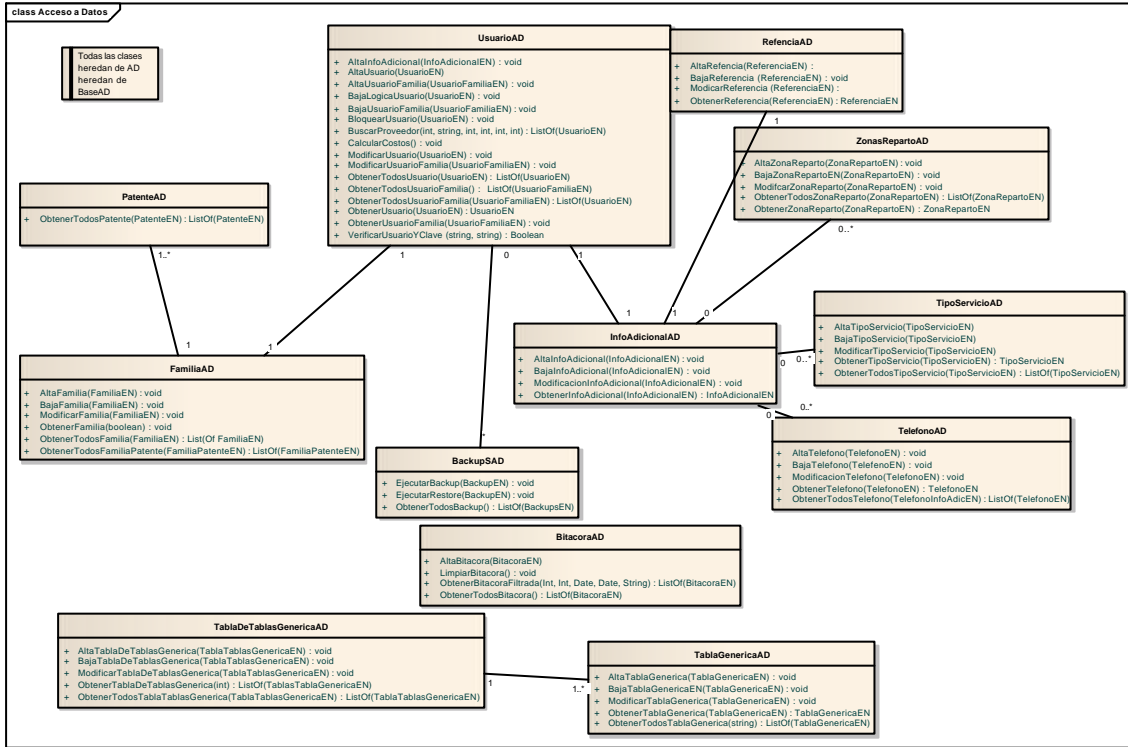 class Acceso a Datos
Todas las clases
heredan de AD
heredan de
BaseAD
UsuarioAD
+ AltaInfoAdicional(InfoAdicionalEN) : void
+ AltaUsuario(UsuarioEN)
+ AltaUsuarioFamilia(UsuarioFamiliaEN) : void
+ BajaLogicaUsuario(UsuarioEN) : void
+ BajaUsuarioFamilia(UsuarioFamiliaEN) : void
+ BloquearUsuario(UsuarioEN) : void
+ BuscarProveedor(int, string, int, int, int, int) : ListOf(UsuarioEN)
+ CalcularCostos() : void
+ ModificarUsuario(UsuarioEN) : void
+ ModificarUsuarioFamilia(UsuarioFamiliaEN) : void
+ ObtenerTodosUsuario(UsuarioEN) : ListOf(UsuarioEN)
+ ObtenerTodosUsuarioFamilia() : ListOf(UsuarioFamiliaEN)
+ ObtenerTodosUsuarioFamilia(UsuarioFamiliaEN) : ListOf(UsuarioEN)
+ ObtenerUsuario(UsuarioEN) : UsuarioEN
+ ObtenerUsuarioFamilia(UsuarioFamiliaEN) : void
+ VerificarUsuarioYClave (string, string) : Boolean
RefenciaAD
+ AltaRefencia(ReferenciaEN) :
+ BajaReferencia (ReferenciaEN) : void
+ ModicarReferencia (ReferenciaEN) :
+ ObtenerReferencia (ReferenciaEN) : ReferenciaEN
ZonasRepartoAD
+ AltaZonaReparto(ZonaRepartoEN) : void
+ BajaZonaRepartoEN(ZonaRepartoEN) : void
+ ModifcarZonaReparto(ZonaRepartoEN) : void
+ ObtenerTodosZonaReparto(ZonaRepartoEN) : ListOf(ZonaRepartoEN)
+ ObtenerZonaReparto(ZonaRepartoEN) : ZonaRepartoEN
PatenteAD
+ ObtenerTodosPatente(PatenteEN) : ListOf(PatenteEN)
1..*
1
1
1
0
*
1
1
1
1
0..*
0
FamiliaAD
+ AltaFamilia(FamiliaEN) : void
+ BajaFamilia(FamiliaEN) : void
+ ModificarFamilia(FamiliaEN) : void
+ ObtenerFamilia(boolean) : void
+ ObtenerTodosFamilia(FamiliaEN) : List(Of FamiliaEN)
+ ObtenerTodosFamiliaPatente(FamiliaPatenteEN) : ListOf(FamiliaPatenteEN)
InfoAdicionalAD
+ AltaInfoAdicional(InfoAdicionalEN) : void
+ BajaInfoAdicional(InfoAdicionalEN) : void
+ ModificacionInfoAdicional(InfoAdicionalEN) : void
+ ObtenerInfoAdicional(InfoAdicionalEN) : InfoAdicionalEN
0
0..*
TipoServicioAD
+ AltaTipoServicio(TipoServicioEN)
+ BajaTipoServicio(TipoServicioEN)
+ ModificarTipoServicio(TipoServicioEN)
+ ObtenerTipoServicio(TipoServicioEN) : TipoServicioEN
+ ObtenerTodosTipoServicio(TipoServicioEN) : ListOf(TipoServicioEN)
0
0..*
TelefonoAD
+ AltaTelefono(TelefonoEN) : void
+ BajaTelefono(TelefonoEN) : void
+ ModificacionTelefono(TelefonoEN) : void
+ ObtenerTelefono(TelefonoEN) : TelefonoEN
+ ObtenerTodosTelefono(TelefonoInfoAdicEN) : ListOf(TelefonoEN)
BackupSAD
+ EjecutarBackup(BackupEN) : void
+ EjecutarRestore(BackupEN) : void
+ ObtenerTodosBackup() : ListOf(BackupsEN)
BitacoraAD
+ AltaBitacora(BitacoraEN)
+ LimpiarBitacora() : void
+ ObtenerBitacoraFiltrada(Int, Int, Date, Date, String) : ListOf(BitacoraEN)
+ ObtenerTodosBitacora() : ListOf(BitacoraEN)
TablaDeTablasGenericaAD
+ AltaTablaDeTablasGenerica(TablaTablasGenericaEN) : void
+ BajaTablaDeTablasGenerica(TablaTablasGenericaEN) : void
+ ModificarTablaDeTablasGenerica(TablaTablasGenericaEN) : void
+ ObtenerTablaDeTablasGenerica(int) : ListOf(TablasTablaGenericaEN)
+ ObtenerTodosTablaTablasGenerica(TablaTablasGenericaEN) : ListOf(TablaTablasGenericaEN)
1
1..*
TablaGenericaAD
+ AltaTablaGenerica(TablaGenericaEN) : void
+ BajaTablaGenericaEN(TablaGenericaEN) : void
+ ModificarTablaGenerica(TablaGenericaEN) : void
+ ObtenerTablaGenerica(TablaGenericaEN) : TablaGenericaEN
+ ObtenerTodosTablaGenerica(string) : ListOf(TablaGenericaEN)